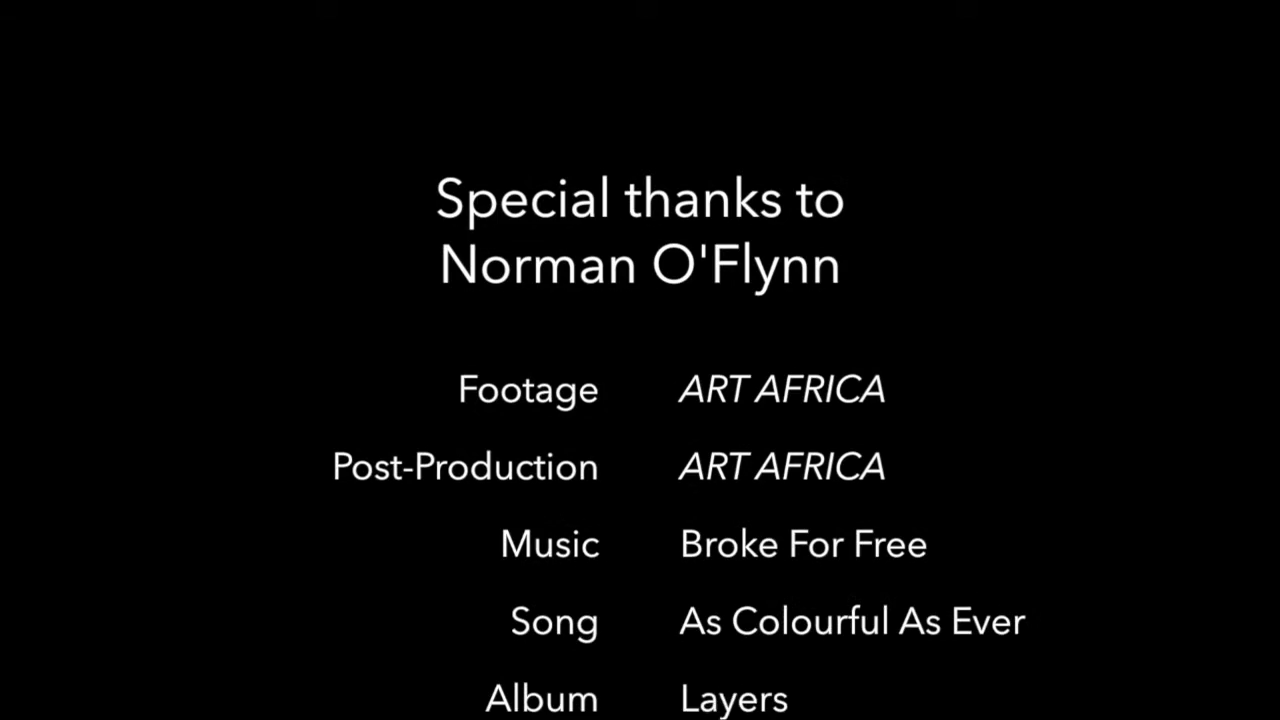 Special thanks to
Norman O'Flynn
Footage ART AFRICA
Post-Production ART AFRICA
Music Broke For Free
Song As Colourful As Ever
Album Layers